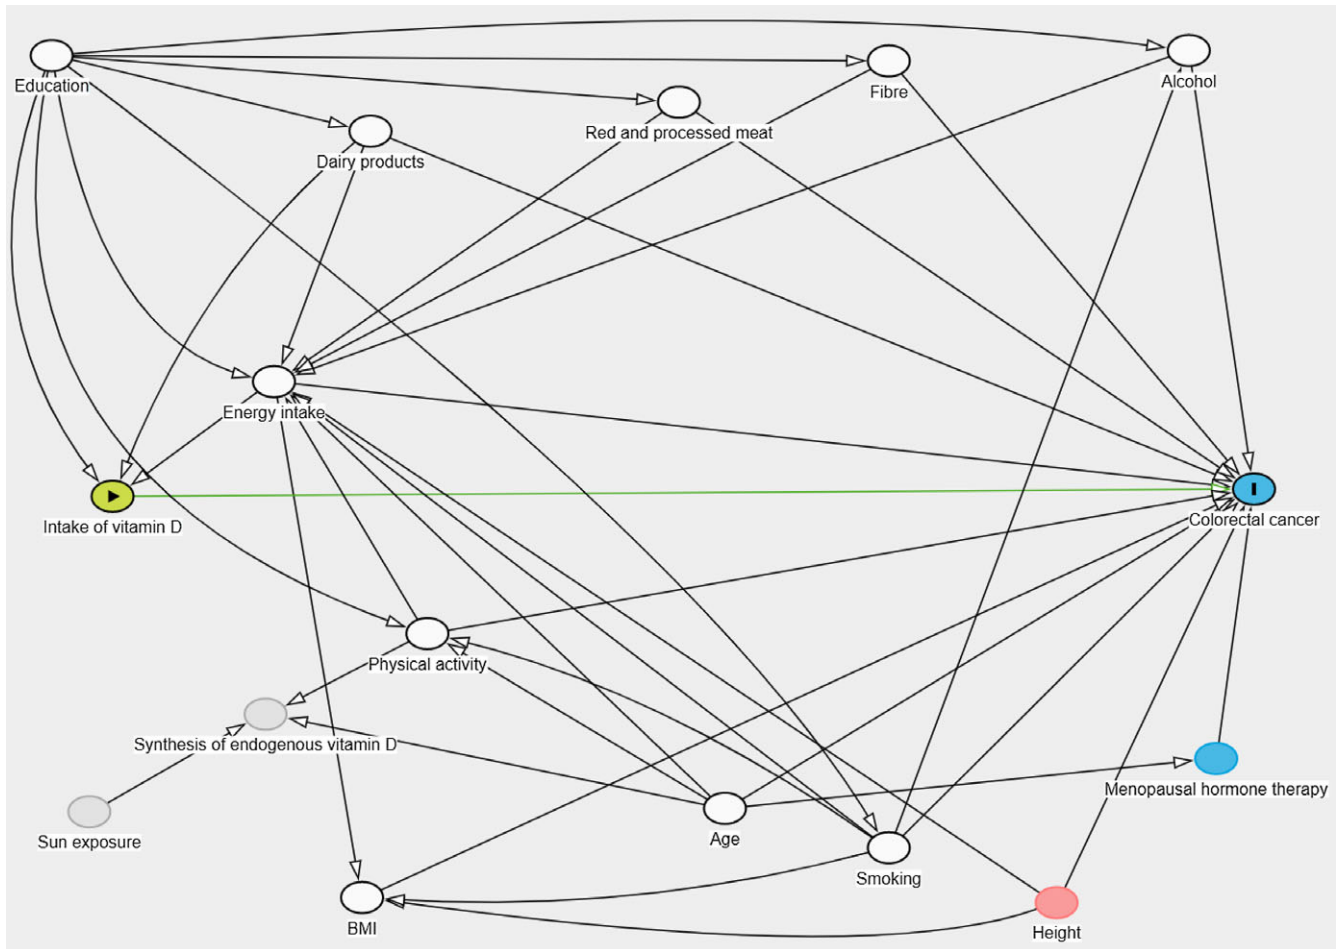 Education
Fibre
Alcohol
Red and processed meat
Dairy products
Energy intake
Intake of vitamin D
Colorectal cancer
Physical activity
Synthesis of endogenous vitamin D
Menopausal hormone therapy
Sun exposure
Age
Smoking
BMI
Height